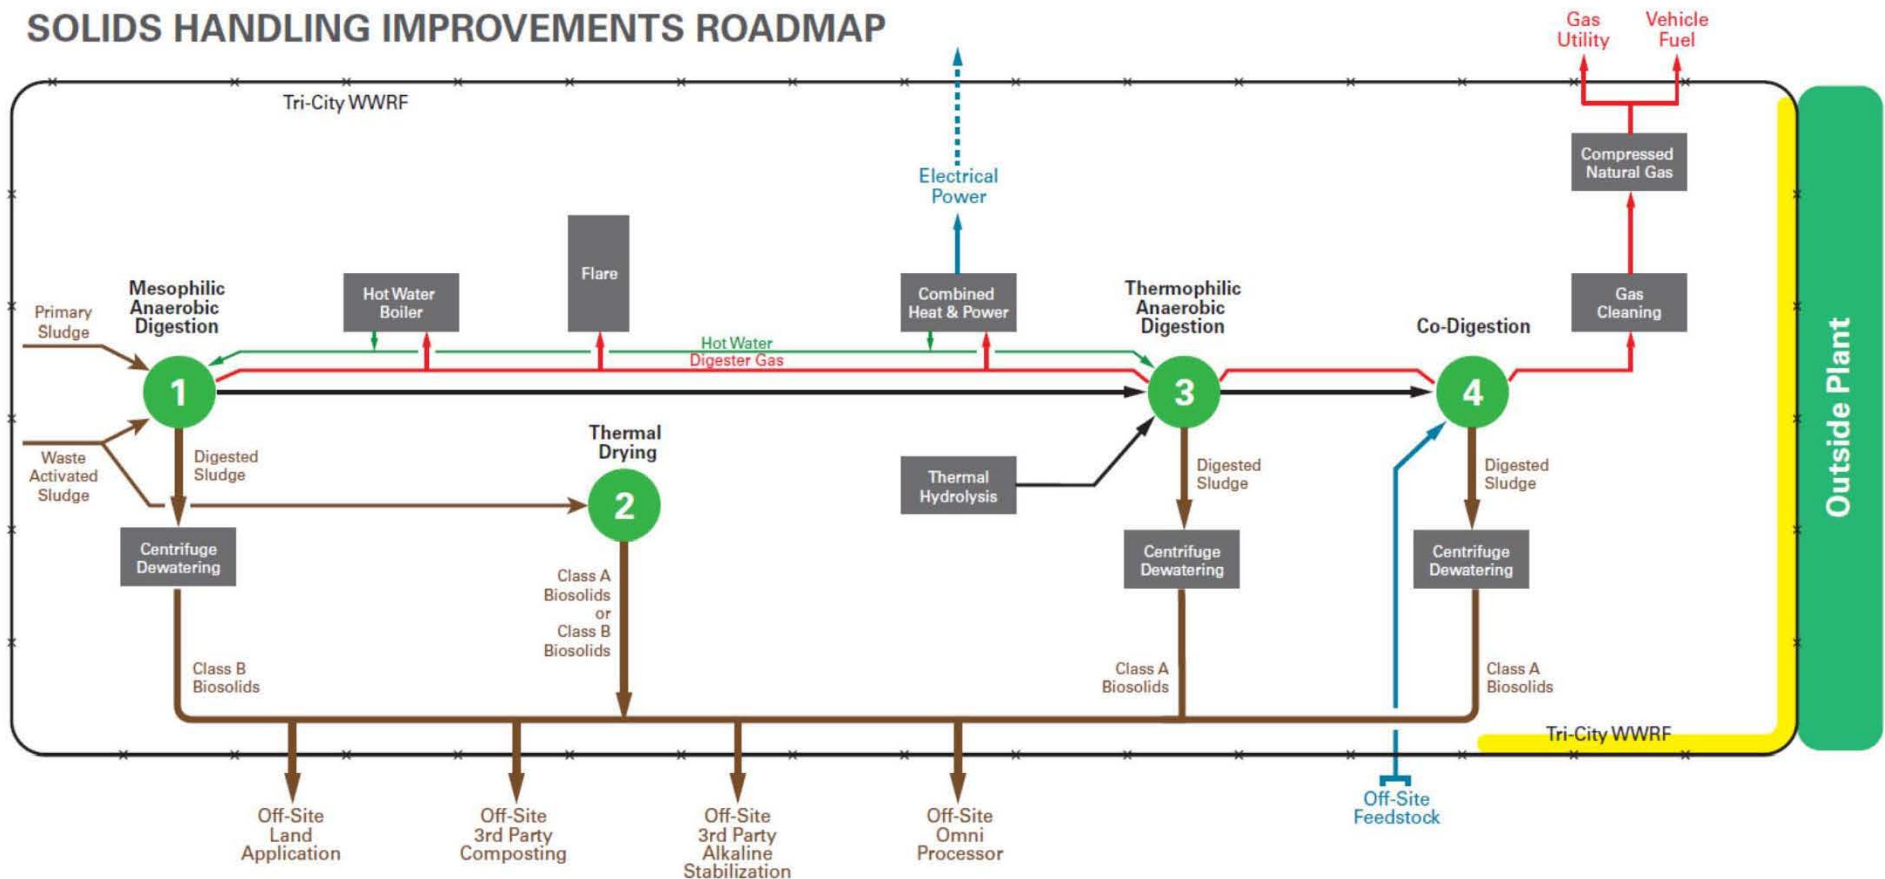 SOLIDS HANDLING IMPROVEMENTS ROADMAP
Gas
Utility
Vehicle
Fuel
Tri-City WWRF
Compressed
Natural Gas
Electrical
Power
Mesophilic
Anaerobic
Digestion
Hot Water
Boiler
Flare
Combined
Heat & Power
Thermophilic
Anaerobic
Digestion
Co-Digestion
Gas
Cleaning
Primary
Sludge
Hot Water
Digester Gas
1
3
4
Outside Plant
Waste
Activated
Sludge
Digested
Sludge
Thermal
Drying
2
Thermal
Hydrolysis
Digested
Sludge
Digested
Sludge
Centrifuge
Dewatering
Centrifuge
Dewatering
Centrifuge
Dewatering
Class A
Biosolids
or
Class B
Biosolids
Class B
Biosolids
Class A
Biosolids
Class A
Biosolids
Tri-City WWRF
Off-Site
Land
Application
Off-Site
3rd Party
Composting
Off-Site
3rd Party
Alkaline
Stabilization
Off-Site
Omni
Processor
Off-Site
Feedstock